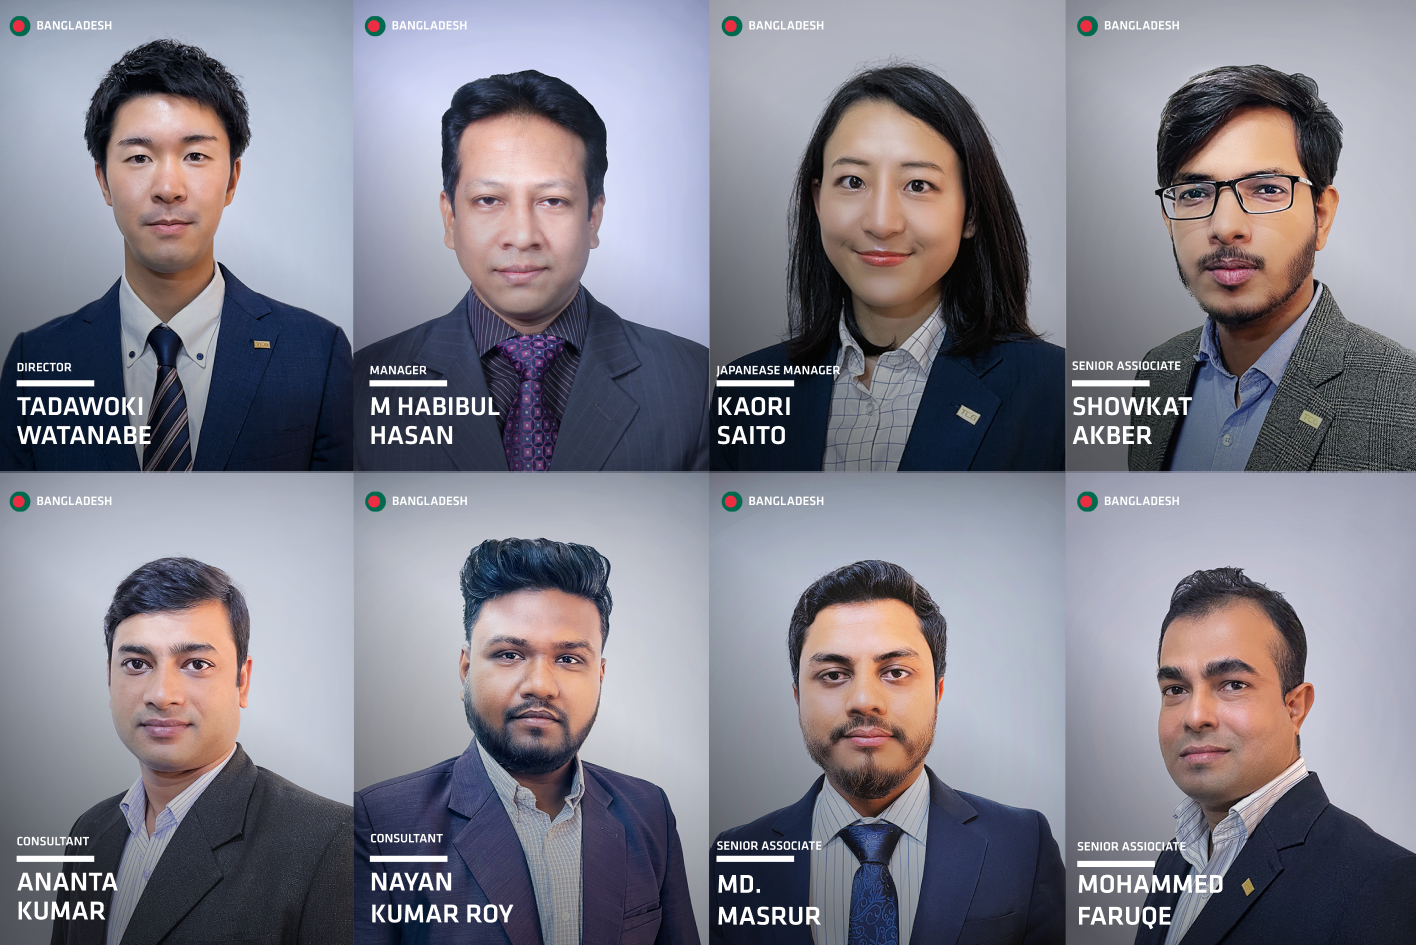 BANGLADESH
DIRECTOR
TADAWOKI
WATANABE
BANGLADESH
MANAGER
M HABIBUL
HASAN
BANGLADESH
JAPANEASE MANAGER
KAORI
SAITO
TCG
BANGLADESH
SENIOR ASSIOCIATE
SHOWKAT
AKBER
BANGLADESH
CONSULTANT
ANANTA
KUMAR
BANGLADESH
CONSULTANT
NAYAN
KUMAR ROY
BANGLADESH
SENIOR ASSOCIATE
MD.
MASRUR
BANGLADESH
SENIOR ASSIOCIATE
MOHAMMED
FARUQE